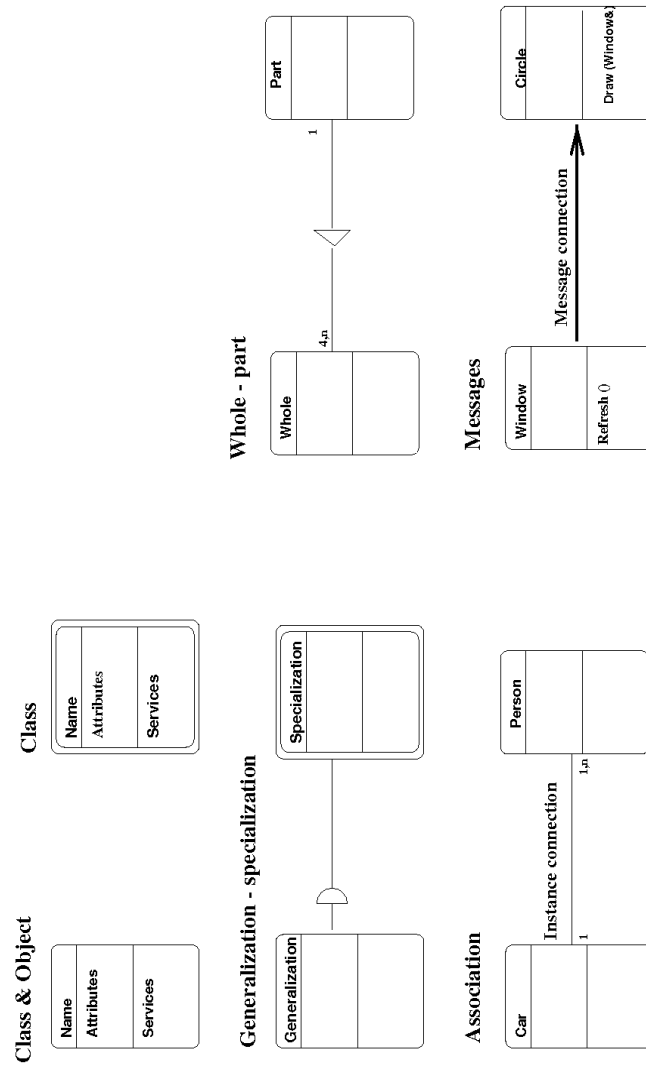 Class & Object
Name
Attributes
Services
Class
Name
Attributes
Services
Generalization - specialization
Generalization
Specialization
Whole - part
Whole
4,n
1
Part
Association
Car
1
Instance connection
1,n
Person
Messages
Window
Refresh ()
Message connection
Circle
Draw (Window&)